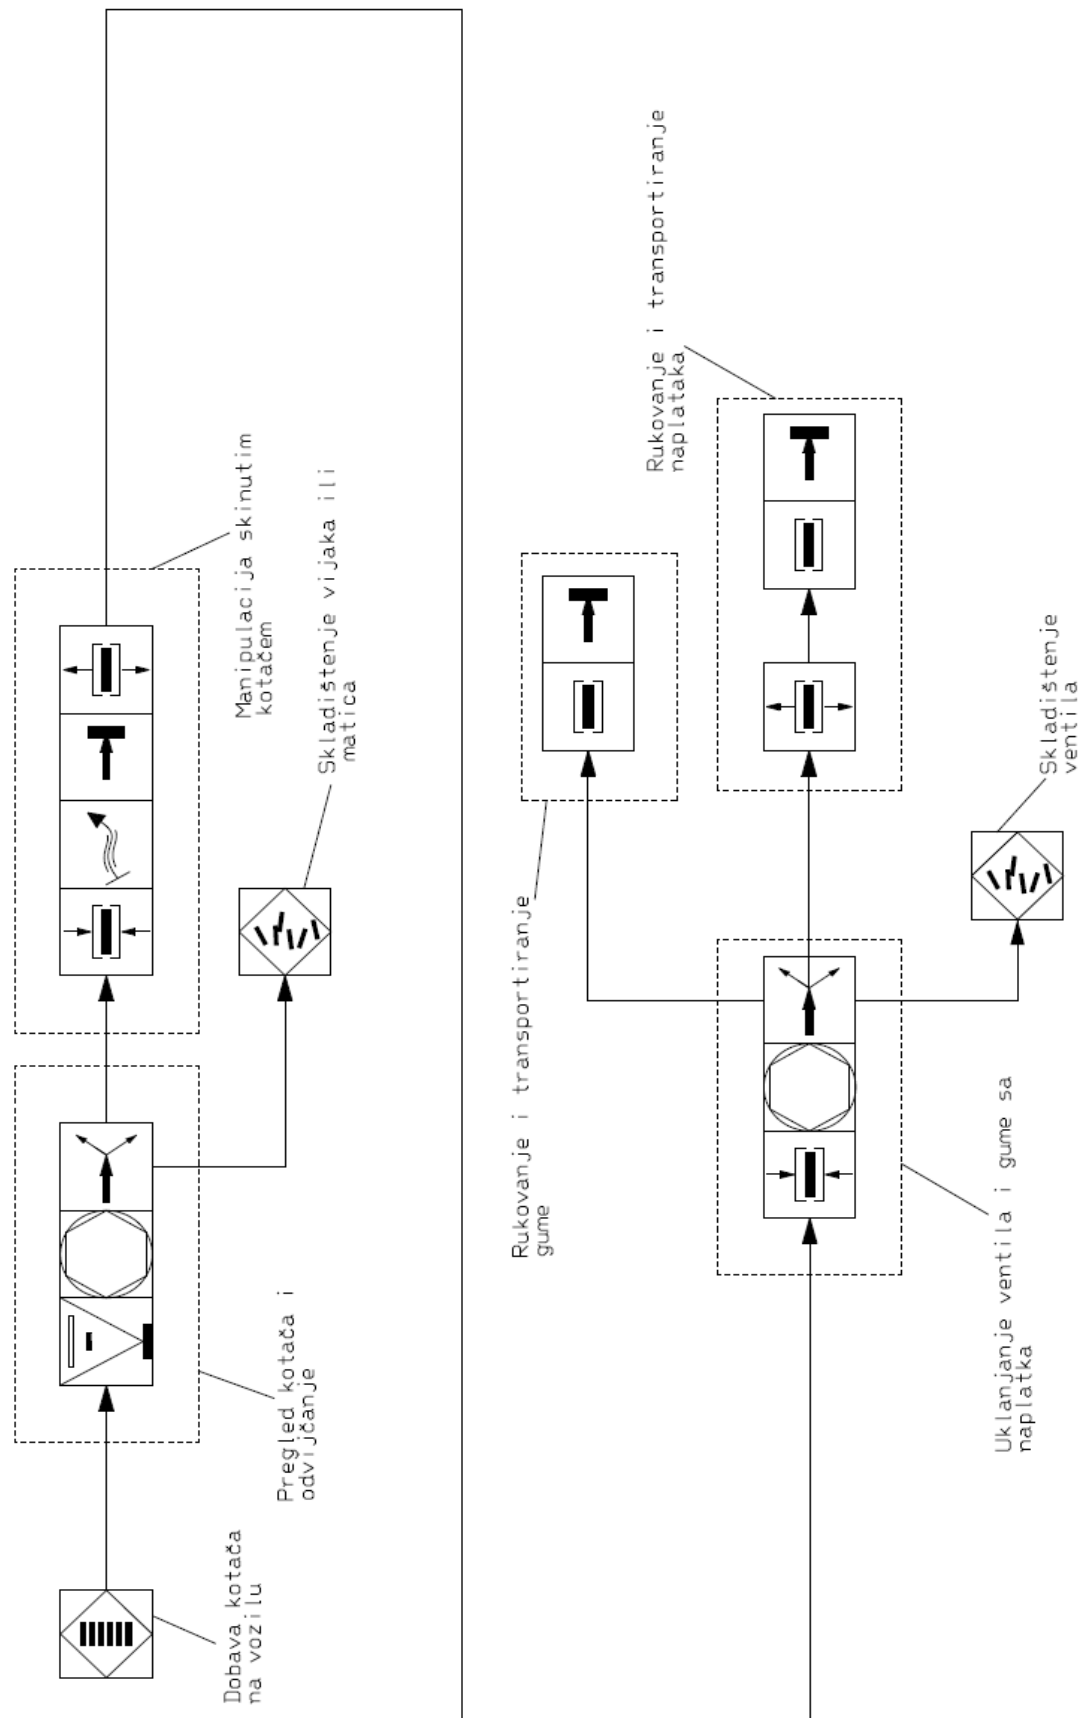 Dobava kotača
na vozilu
Pregled kotača i
odvijčanje
Manipulacija skinutim
kotačem
Skladištenje vijaka ili
matica
Rukovanje i transportiranje
gume
Rukovanje i transportiranje
naplataka
Uklanjanje ventila i gume sa
naplatka
Skladištenje
ventila